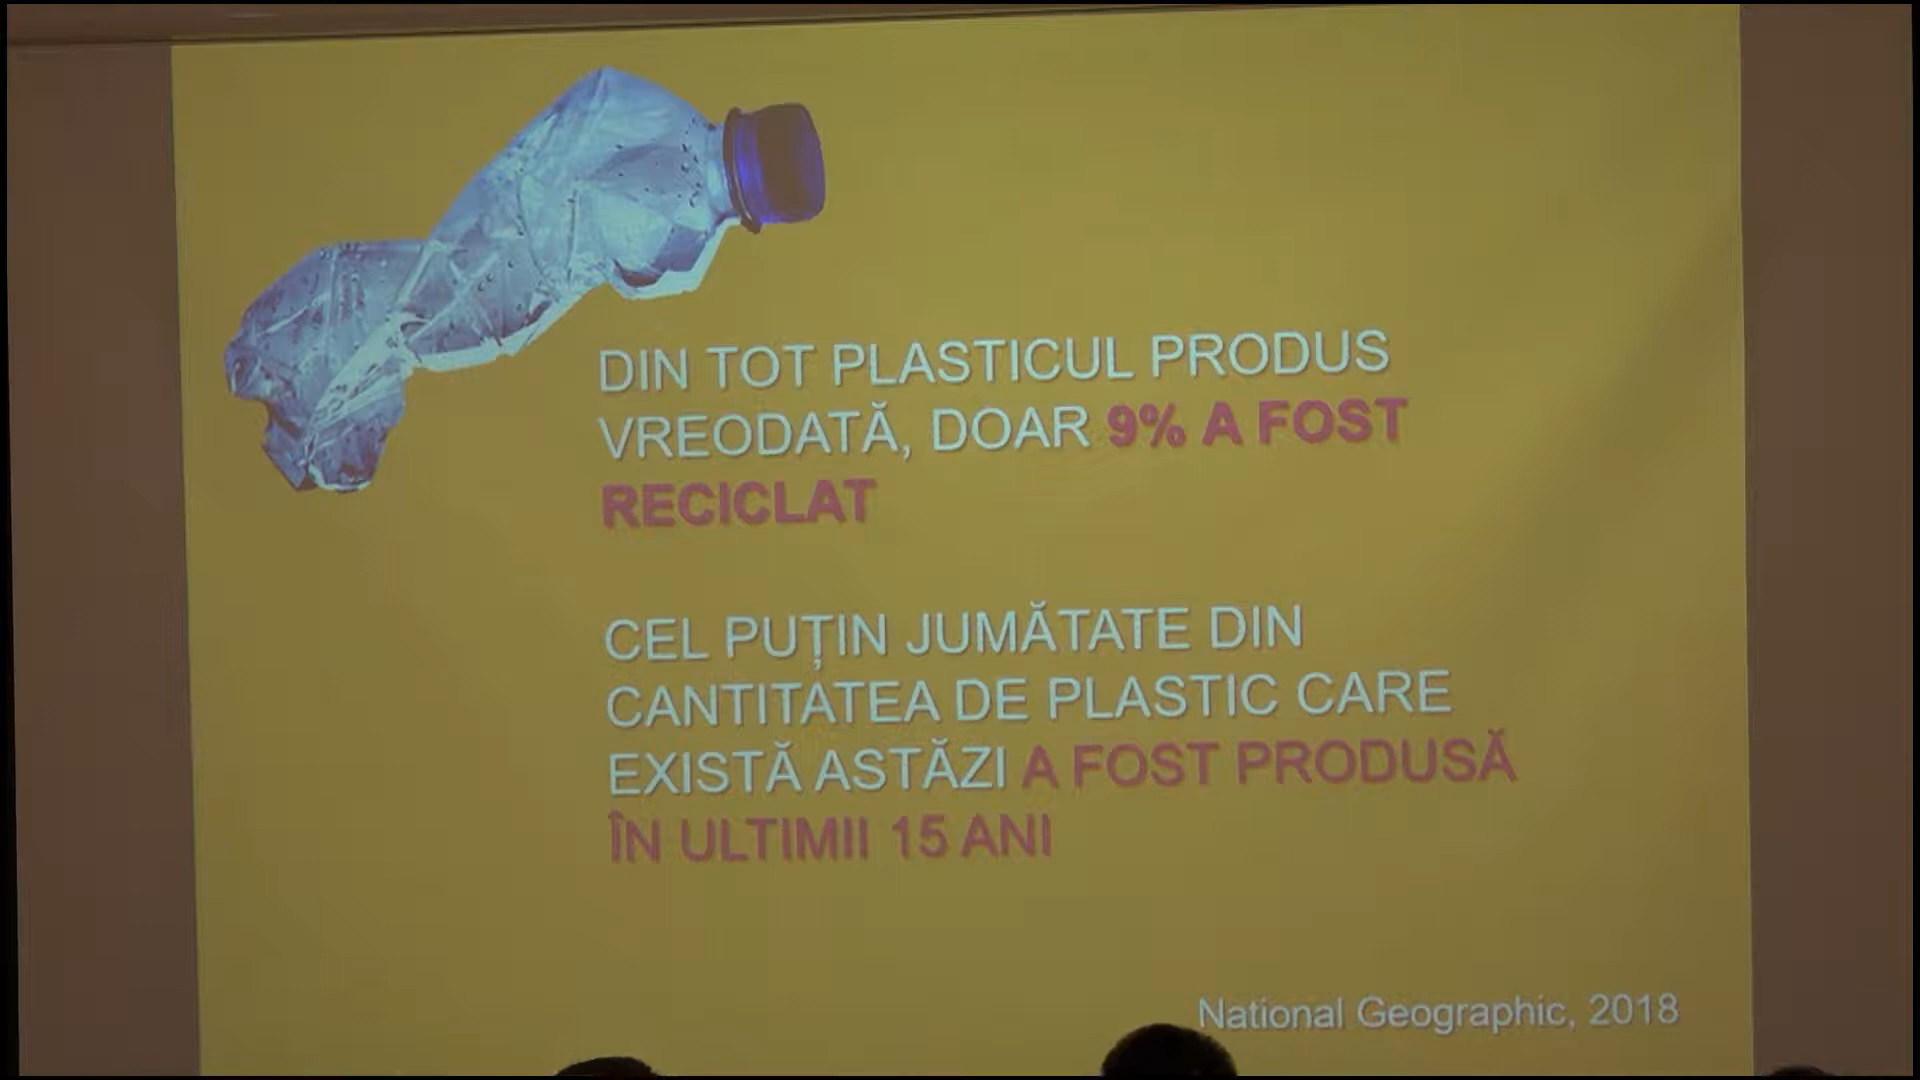 DIN TOT PLASTICUL PRODUS
VREODATĂ, DOAR 9% A FOST
RECICLAT
CEL PUȚIN JUMĂTATE DIN
CANTITATEA DE PLASTIC CARE
EXISTĂ ASTĂZI A FOST PRODUSĂ
ÎN ULTIMII 15 ANI
National Geographic, 2018